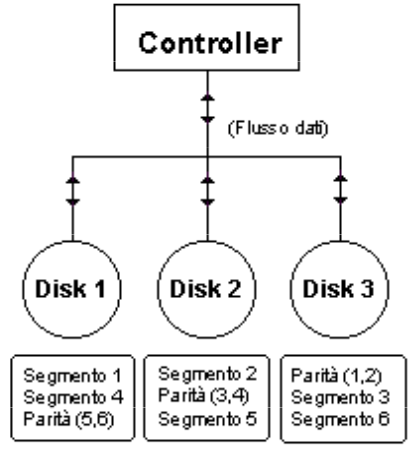 Controller
(Flusso dati)
Disk 1
Disk 2
Disk 3
Segmento 1
Segmento 4
Parità (5,6)
Segmento 2
Parità (3,4)
Segmento 5
Parità (1,2)
Segmento 3
Segmento 6